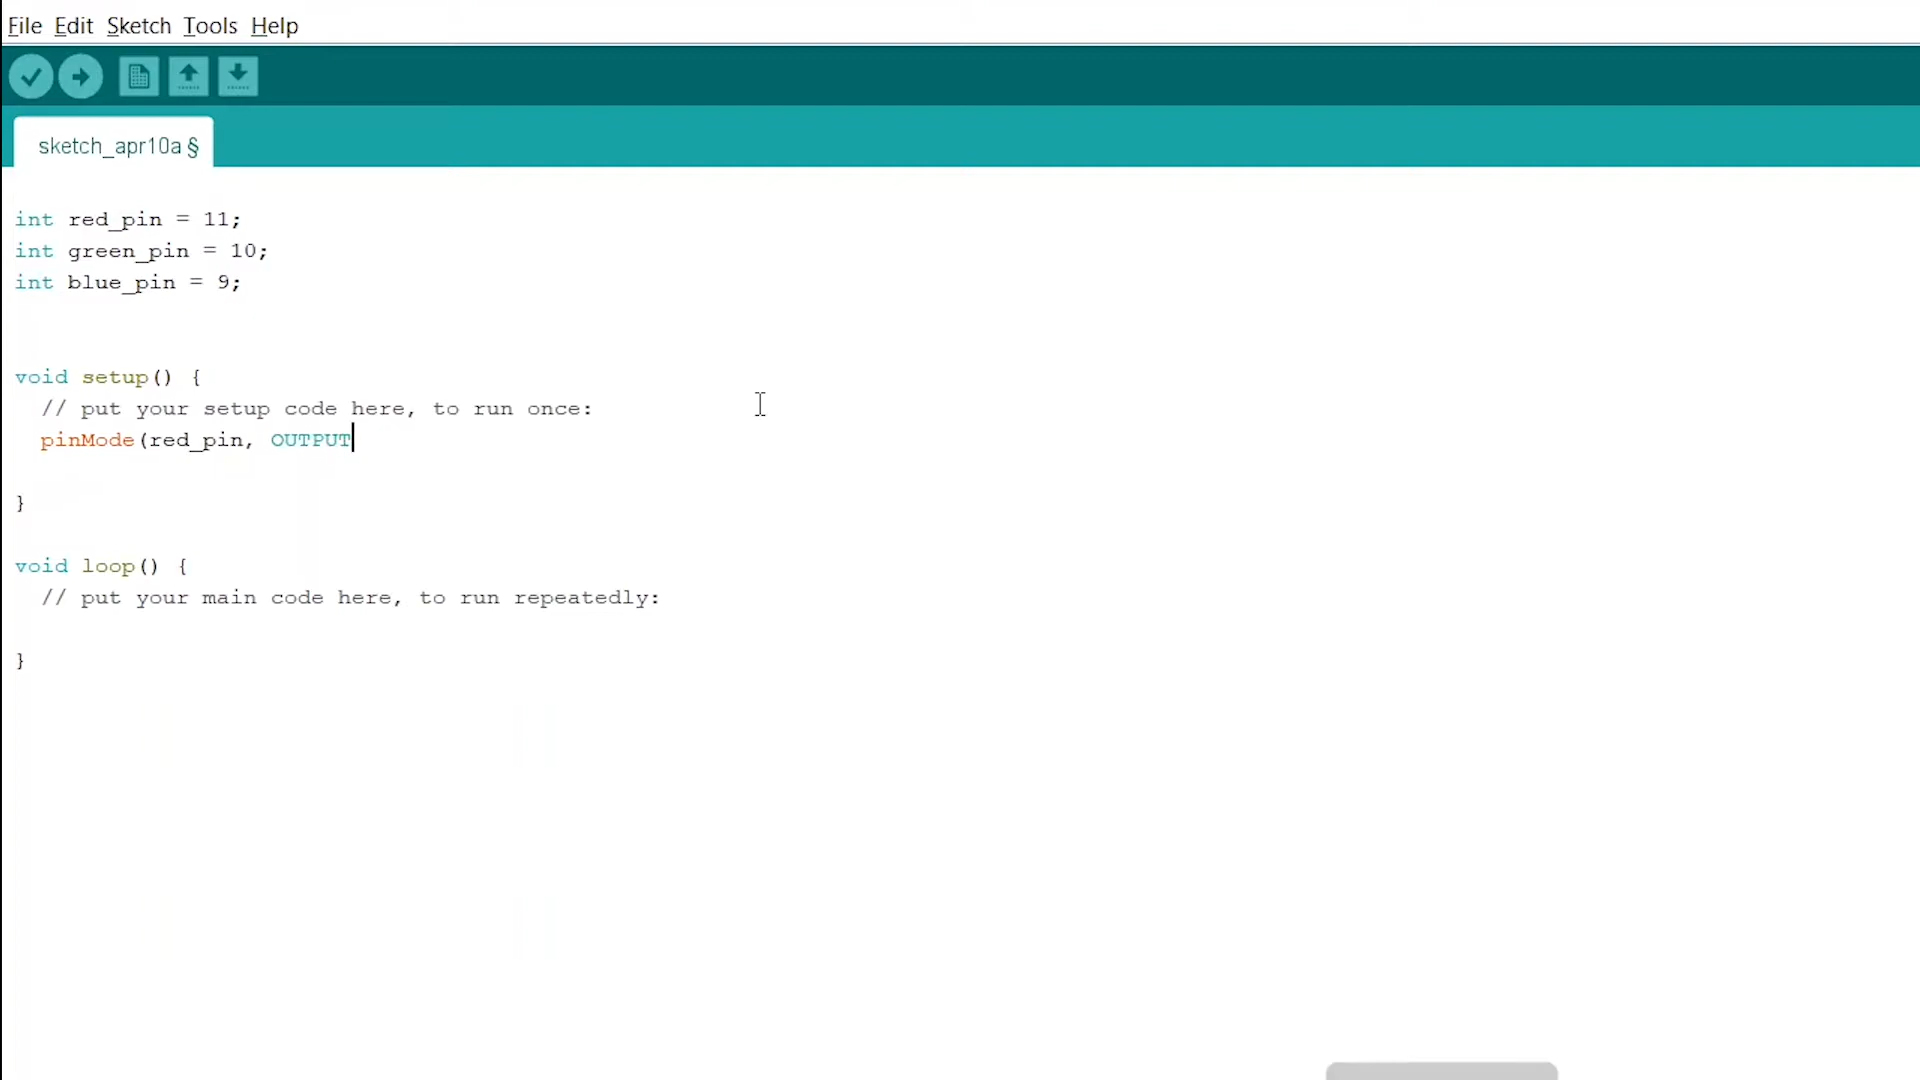 File Edit Sketch Tools Help
sketch_apr10a §
int red_pin = 11;
int green_pin = 10;
int blue_pin = 9;
void setup() {
  // put your setup code here, to run once:
  pinMode(red_pin, OUTPUT
}
void loop() {
  // put your main code here, to run repeatedly:
}